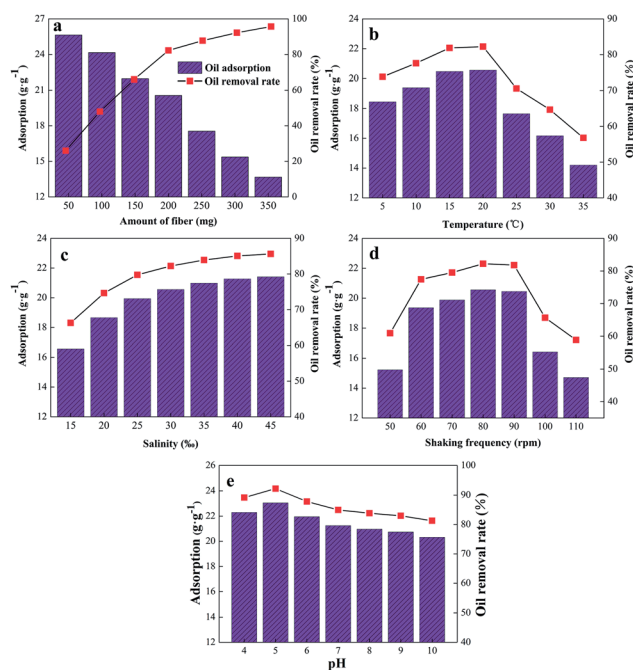 a
Oil adsorption
Oil removal rate
Adsorption (g·g⁻¹)
27
24
21
18
15
12
Oil removal rate (%)
100
80
60
40
20
0
50 100 150 200 250 300 350
Amount of fiber (mg)
b
Adsorption (g·g⁻¹)
24
22
20
18
16
14
12
Oil removal rate (%)
90
80
70
60
50
40
5 10 15 20 25 30 35
Temperature (℃)
c
Adsorption (g·g⁻¹)
24
22
20
18
16
14
12
Oil removal rate (%)
90
80
70
60
50
40
15 20 25 30 35 40 45
Salinity (‰)
d
Adsorption (g·g⁻¹)
24
22
20
18
16
14
12
Oil removal rate (%)
90
80
70
60
50
40
50 60 70 80 90 100 110
Shaking frequency (rpm)
e
Adsorption (g·g⁻¹)
26
24
22
20
18
16
14
12
Oil removal rate (%)
100
90
80
70
60
50
40
4 5 6 7 8 9 10
pH